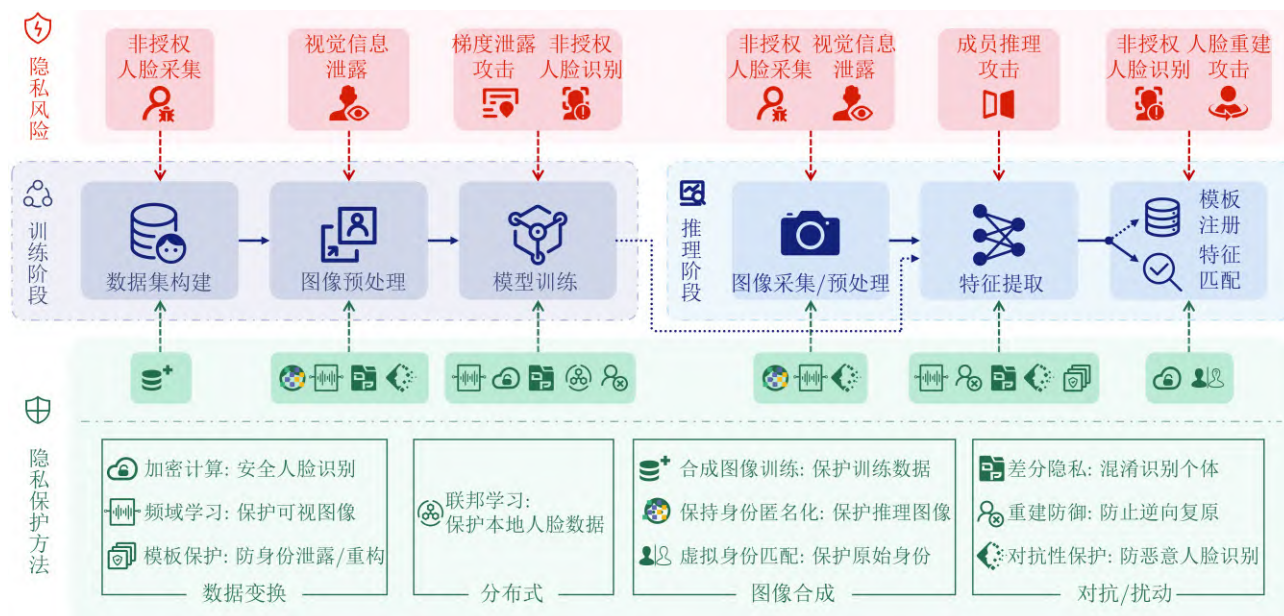 隐私风险
非授权
人脸采集
视觉信息
泄露
梯度泄露
攻击
非授权
人脸识别
非授权
人脸采集
视觉信息
泄露
成员推理
攻击
非授权
人脸识别
人脸重建
攻击
训练阶段
数据集构建
图像预处理
模型训练
推理阶段
图像采集/预处理
特征提取
模板
注册
特征
匹配
隐私保护方法
加密计算: 安全人脸识别
频域学习: 保护可视图像
模板保护: 防身份泄露/重构
数据变换
联邦学习:
保护本地人脸数据
分布式
合成图像训练: 保护训练数据
保持身份匿名化: 保护推理图像
虚拟身份匹配: 保护原始身份
图像合成
差分隐私: 混淆识别个体
重建防御: 防止逆向复原
对抗性保护: 防恶意人脸识别
对抗/扰动